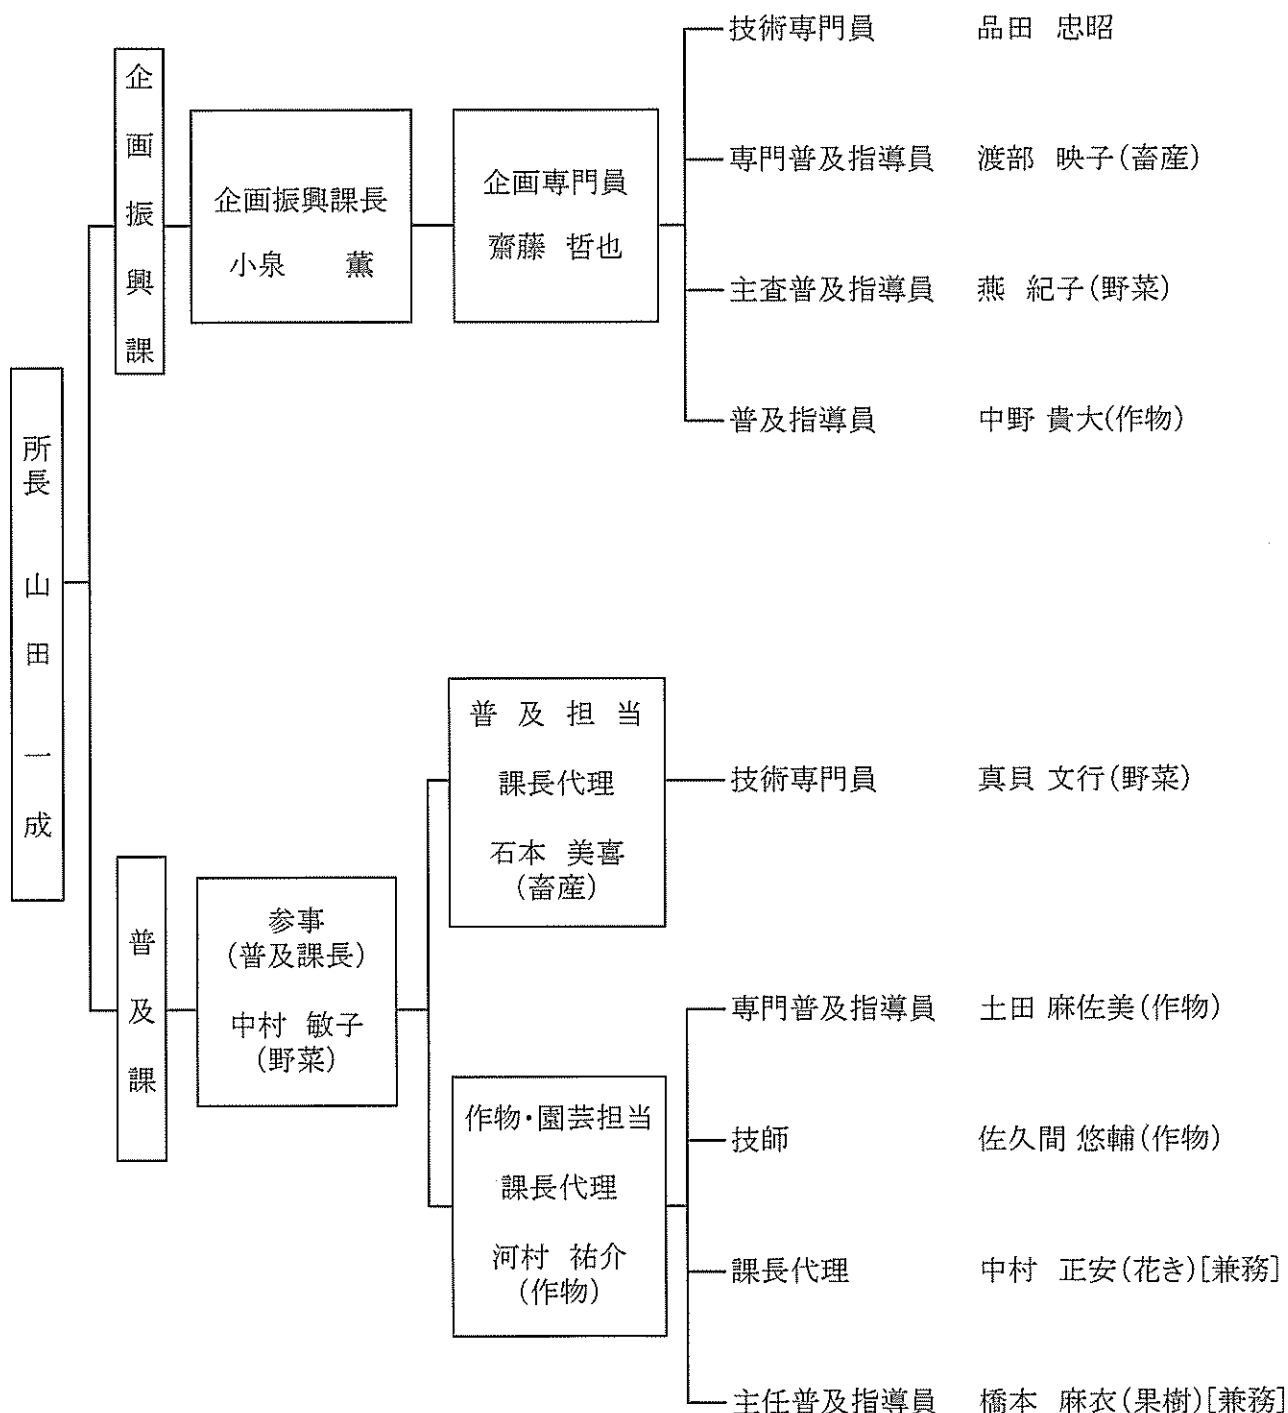 所長 山田一成
企画振興課
企画振興課長
小泉 薫
企画専門員
齋藤 哲也
技術専門員 品田 忠昭
専門普及指導員 渡部 映子(畜産)
主査普及指導員 燕 紀子(野菜)
普及指導員 中野 貴大(作物)
普及課
参事
(普及課長)
中村 敏子
(野菜)
普及担当
課長代理
石本 美喜
(畜産)
技術専門員 真貝 文行(野菜)
作物・園芸担当
課長代理
河村 祐介
(作物)
専門普及指導員 土田 麻佐美(作物)
技師 佐久間 悠輔(作物)
課長代理 中村 正安(花き)[兼務]
主任普及指導員 橋本 麻衣(果樹)[兼務]